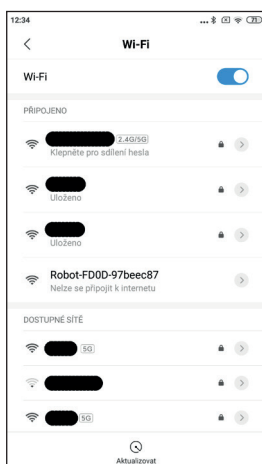 12:34
... 71
Wi-Fi
Wi-Fi
PŘIPOJENO
2.4G/5G
Klepněte pro sdílení hesla
Uloženo
Uloženo
Robot-FD0D-97beec87
Nelze se připojit k internetu
DOSTUPNÉ SÍTĚ
5G
5G
Aktualizovat